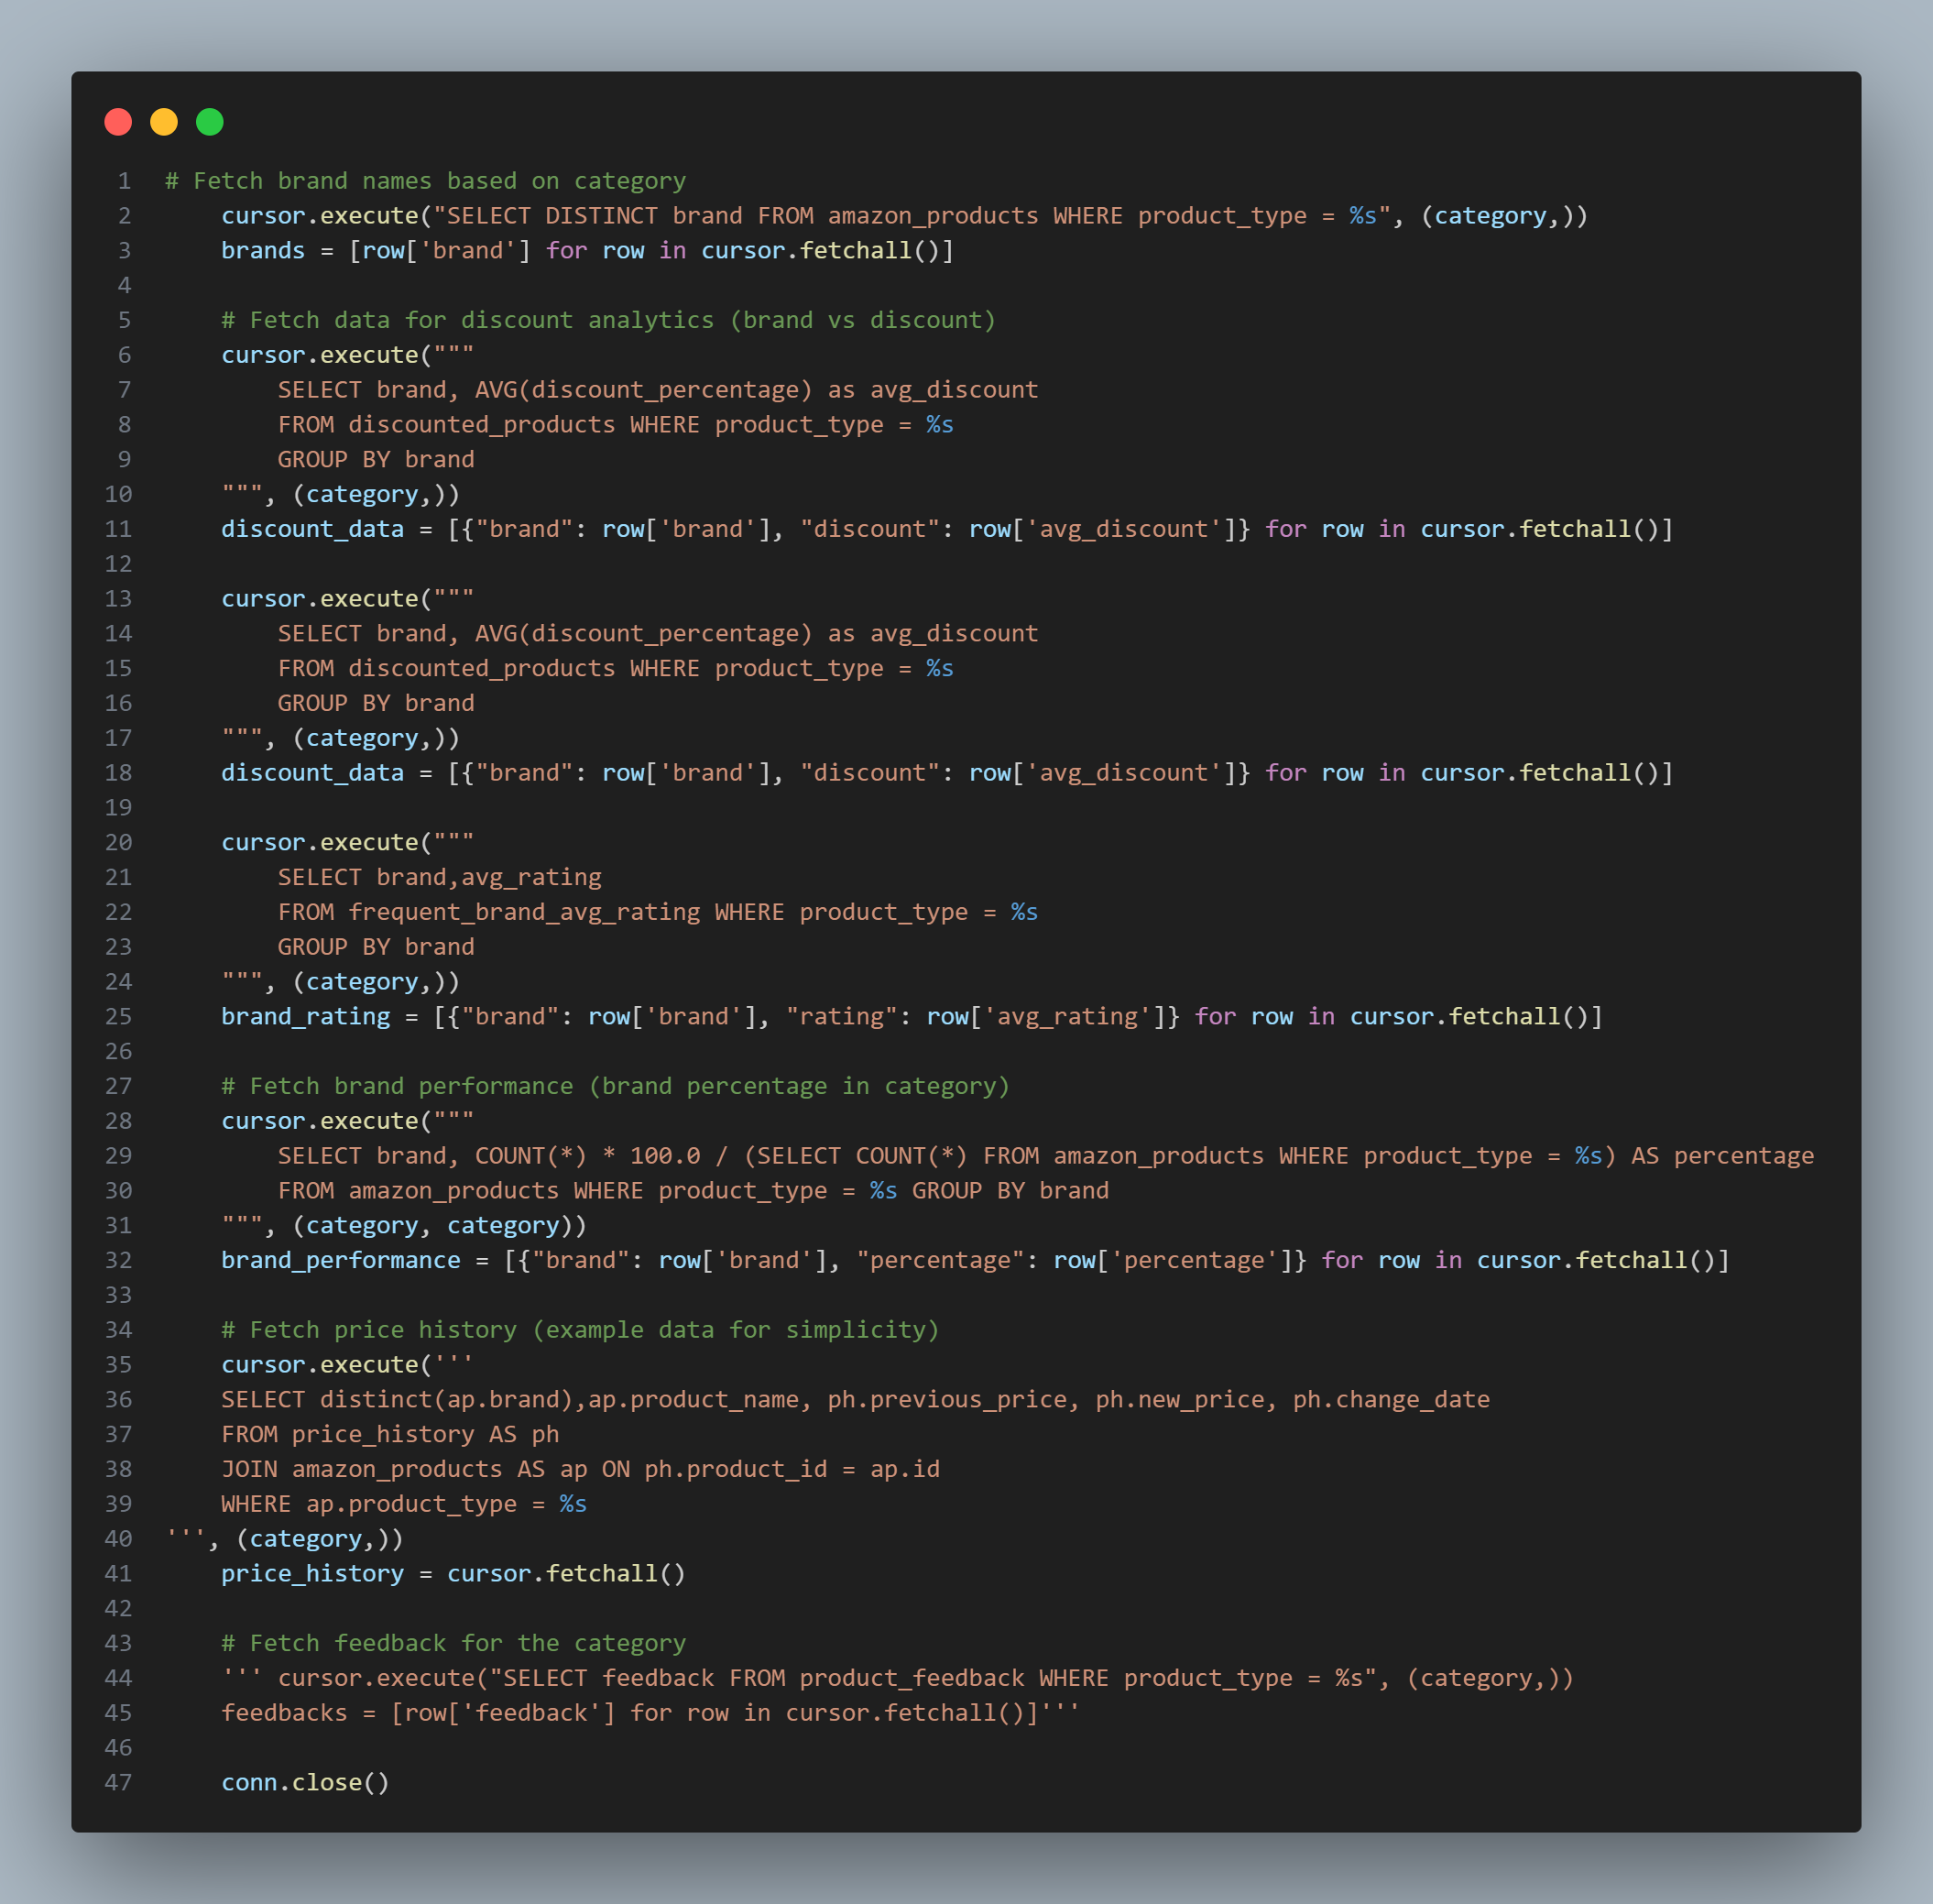 1 # Fetch brand names based on category
2     cursor.execute("SELECT DISTINCT brand FROM amazon_products WHERE product_type = %s", (category,))
3     brands = [row['brand'] for row in cursor.fetchall()]
4
5     # Fetch data for discount analytics (brand vs discount)
6     cursor.execute("""
7         SELECT brand, AVG(discount_percentage) as avg_discount
8         FROM discounted_products WHERE product_type = %s
9         GROUP BY brand
10     """, (category,))
11     discount_data = [{"brand": row['brand'], "discount": row['avg_discount']} for row in cursor.fetchall()]
12
13     cursor.execute("""
14         SELECT brand, AVG(discount_percentage) as avg_discount
15         FROM discounted_products WHERE product_type = %s
16         GROUP BY brand
17     """, (category,))
18     discount_data = [{"brand": row['brand'], "discount": row['avg_discount']} for row in cursor.fetchall()]
19
20     cursor.execute("""
21         SELECT brand,avg_rating
22         FROM frequent_brand_avg_rating WHERE product_type = %s
23         GROUP BY brand
24     """, (category,))
25     brand_rating = [{"brand": row['brand'], "rating": row['avg_rating']} for row in cursor.fetchall()]
26
27     # Fetch brand performance (brand percentage in category)
28     cursor.execute("""
29         SELECT brand, COUNT(*) * 100.0 / (SELECT COUNT(*) FROM amazon_products WHERE product_type = %s) AS percentage
30         FROM amazon_products WHERE product_type = %s GROUP BY brand
31     """, (category, category))
32     brand_performance = [{"brand": row['brand'], "percentage": row['percentage']} for row in cursor.fetchall()]
33
34     # Fetch price history (example data for simplicity)
35     cursor.execute('''
36     SELECT distinct(ap.brand),ap.product_name, ph.previous_price, ph.new_price, ph.change_date
37     FROM price_history AS ph
38     JOIN amazon_products AS ap ON ph.product_id = ap.id
39     WHERE ap.product_type = %s
40 ''', (category,))
41     price_history = cursor.fetchall()
42
43     # Fetch feedback for the category
44     ''' cursor.execute("SELECT feedback FROM product_feedback WHERE product_type = %s", (category,))
45     feedbacks = [row['feedback'] for row in cursor.fetchall()]'''
46
47     conn.close()